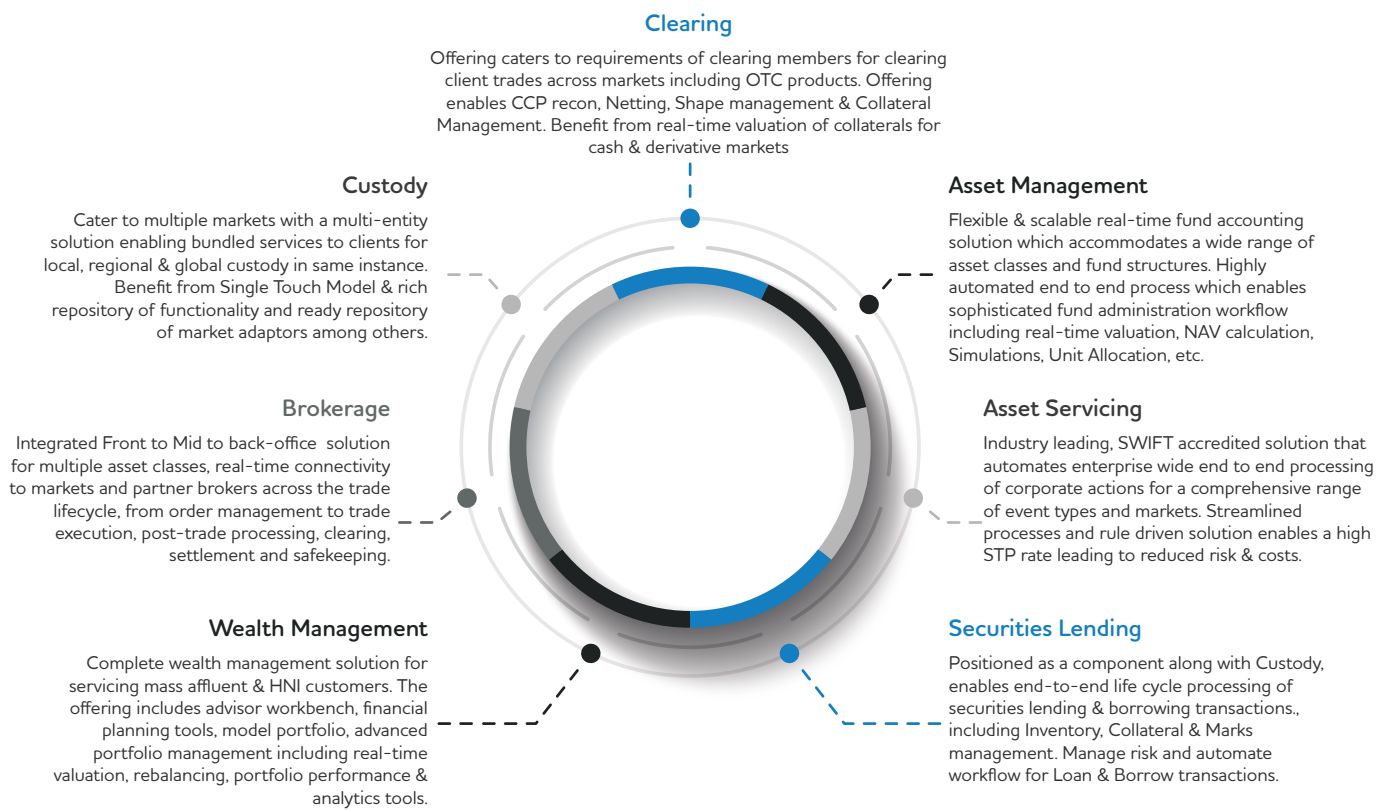 Clearing
Offering caters to requirements of clearing members for clearing
client trades across markets including OTC products. Offering
enables CCP recon, Netting, Shape management & Collateral
Management. Benefit from real-time valuation of collaterals for
cash & derivative markets
Custody
Cater to multiple markets with a multi-entity
solution enabling bundled services to clients for
local, regional & global custody in same instance.
Benefit from Single Touch Model & rich
repository of functionality and ready repository
of market adaptors among others.
Asset Management
Flexible & scalable real-time fund accounting
solution which accommodates a wide range of
asset classes and fund structures. Highly
automated end to end process which enables
sophisticated fund administration workflow
including real-time valuation, NAV calculation,
Simulations, Unit Allocation, etc.
Brokerage
Integrated Front to Mid to back-office solution
for multiple asset classes, real-time connectivity
to markets and partner brokers across the trade
lifecycle, from order management to trade
execution, post-trade processing, clearing,
settlement and safekeeping.
Asset Servicing
Industry leading, SWIFT accredited solution that
automates enterprise wide end to end processing
of corporate actions for a comprehensive range
of event types and markets. Streamlined
processes and rule driven solution enables a high
STP rate leading to reduced risk & costs.
Wealth Management
Complete wealth management solution for
servicing mass affluent & HNI customers. The
offering includes advisor workbench, financial
planning tools, model portfolio, advanced
portfolio management including real-time
valuation, rebalancing, portfolio performance &
analytics tools.
Securities Lending
Positioned as a component along with Custody,
enables end-to-end life cycle processing of
securities lending & borrowing transactions.,
including Inventory, Collateral & Marks
management. Manage risk and automate
workflow for Loan & Borrow transactions.